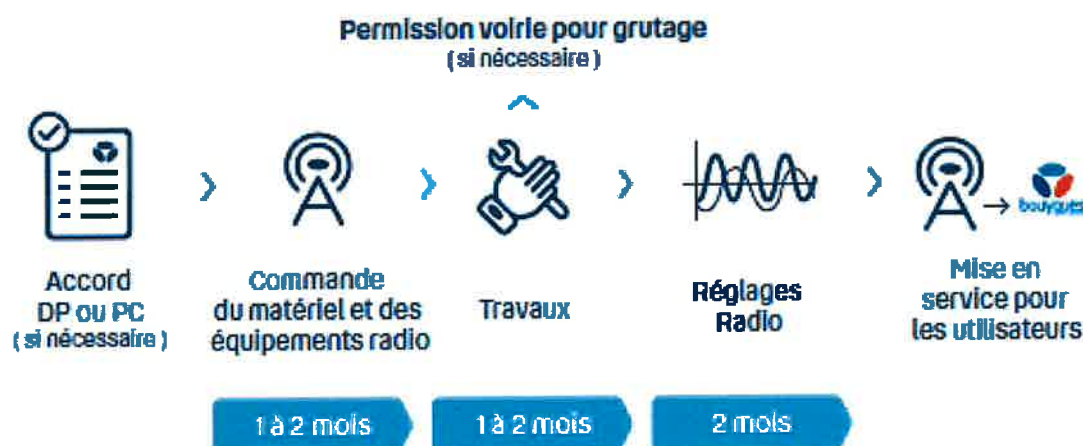 Permission voirie pour grutage
(si nécessaire)
Accord
DP ou PC
(si nécessaire)
Commande
du matériel et des
équipements radio
Travaux
Réglages
Radio
bouygues
Mise en
service pour
les utilisateurs
1 à 2 mois
1 à 2 mois
2 mois